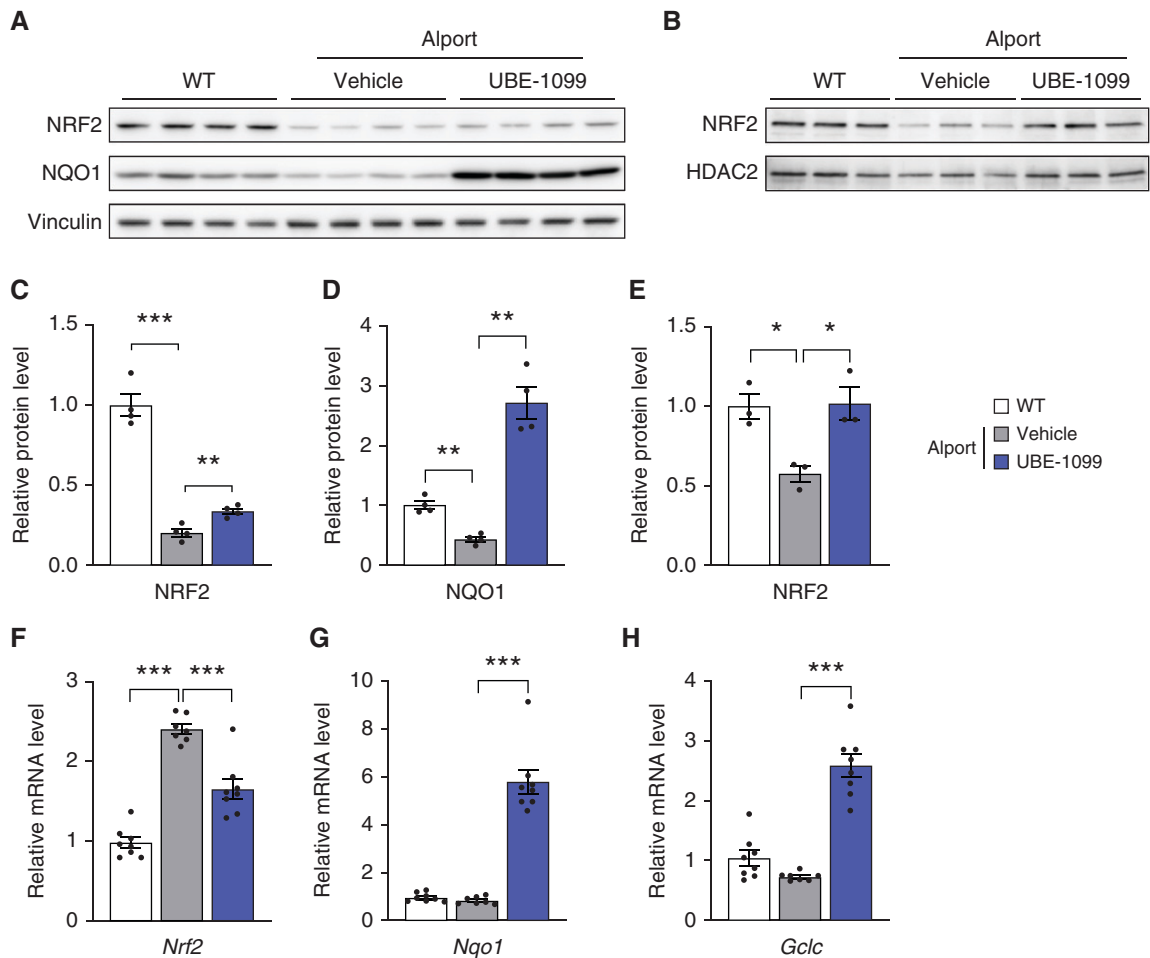 A
B
Alport
Alport
WT
Vehicle
UBE-1099
WT
Vehicle
UBE-1099
NRF2
NQO1
Vinculin
NRF2
HDAC2
C
D
E
Relative protein level
1.5
1.0
0.5
0.0
***
**
NRF2
Relative protein level
4
3
2
1
0
**
**
NQO1
Relative protein level
1.5
1.0
0.5
0.0
*
*
NRF2
WT
Alport
Vehicle
UBE-1099
F
G
H
Relative mRNA level
3
2
1
0
***
***
Nrf2
Relative mRNA level
10
8
6
4
2
0
***
Nqo1
Relative mRNA level
4
3
2
1
0
***
Gclc